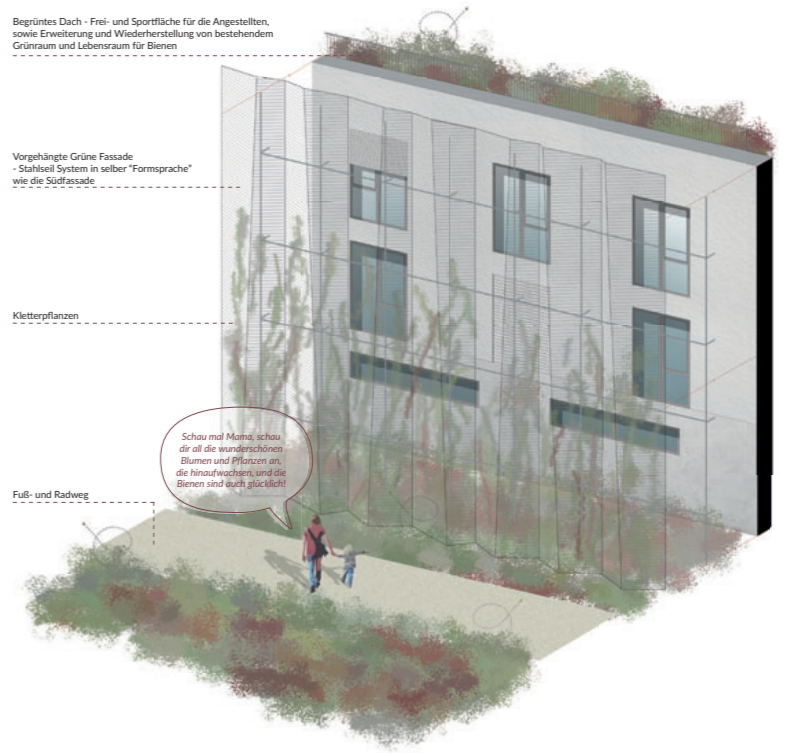 Begrüntes Dach - Frei- und Sportfläche für die Angestellten,
sowie Erweiterung und Wiederherstellung von bestehendem
Grünraum und Lebensraum für Bienen
Vorgehängte Grüne Fassade
- Stahlseil System in selber "Formsprache"
wie die Südfassade
Kletterpflanzen
Schau mal Mama, schau
dir all die wunderschönen
Blumen und Pflanzen an,
die hinaufwachsen, und die
Bienen sind auch glücklich!
Fuß- und Radweg